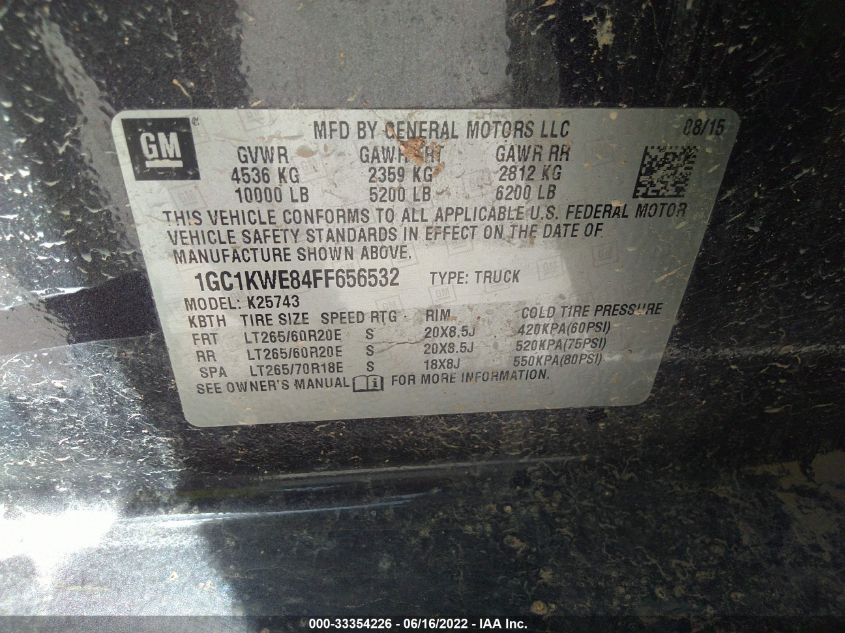 GM ® MFD BY GENERAL MOTORS LLC 08/15
GVWR GAWR FRT GAWR RR
4536 KG 2359 KG 2812 KG
10000 LB 5200 LB 6200 LB
THIS VEHICLE CONFORMS TO ALL APPLICABLE U.S. FEDERAL MOTOR
VEHICLE SAFETY STANDARDS IN EFFECT ON THE DATE OF
MANUFACTURE SHOWN ABOVE.
1GC1KWE84FF656532 TYPE: TRUCK
MODEL: K25743
KBTH TIRE SIZE SPEED RTG RIM COLD TIRE PRESSURE
FRT LT265/60R20E S 20X8.5J 420KPA(60PSI)
RR LT265/60R20E S 20X8.5J 520KPA(75PSI)
SPA LT265/70R18E S 18X8J 550KPA(80PSI)
SEE OWNER'S MANUAL i FOR MORE INFORMATION.
000-33354226 - 06/16/2022 - IAA Inc.